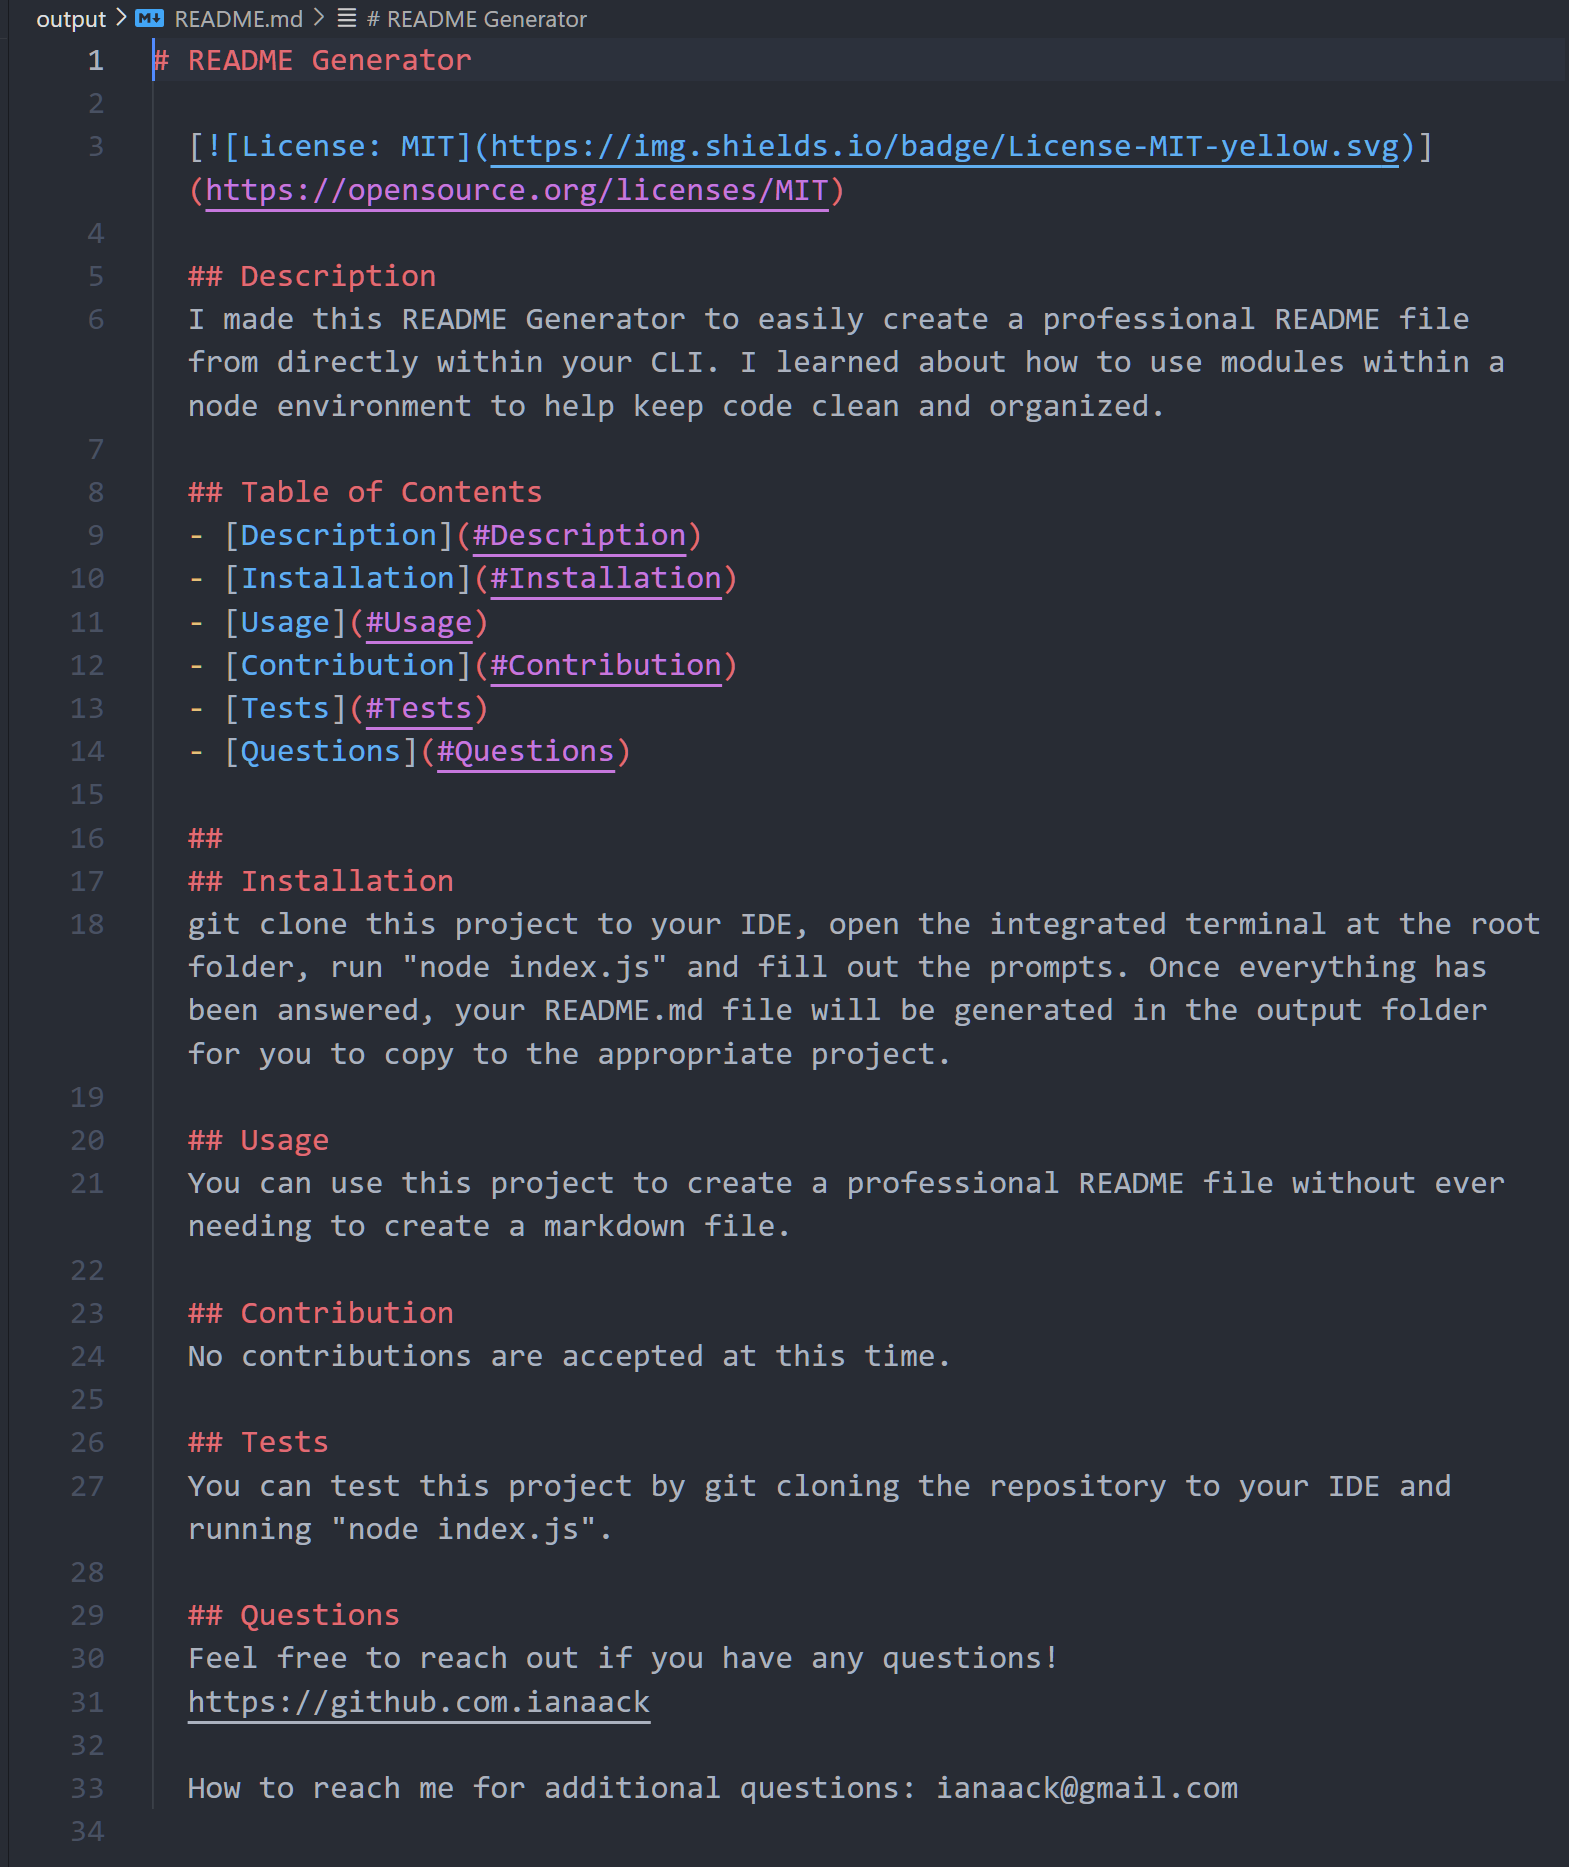 output > README.md > # README Generator
1 # README Generator
2
3 [![License: MIT](https://img.shields.io/badge/License-MIT-yellow.svg)]
(https://opensource.org/licenses/MIT)
4
5 ## Description
6 I made this README Generator to easily create a professional README file
from directly within your CLI. I learned about how to use modules within a
node environment to help keep code clean and organized.
7
8 ## Table of Contents
9 - [Description](#Description)
10 - [Installation](#Installation)
11 - [Usage](#Usage)
12 - [Contribution](#Contribution)
13 - [Tests](#Tests)
14 - [Questions](#Questions)
15
16 ##
17 ## Installation
18 git clone this project to your IDE, open the integrated terminal at the root
folder, run "node index.js" and fill out the prompts. Once everything has
been answered, your README.md file will be generated in the output folder
for you to copy to the appropriate project.
19
20 ## Usage
21 You can use this project to create a professional README file without ever
needing to create a markdown file.
22
23 ## Contribution
24 No contributions are accepted at this time.
25
26 ## Tests
27 You can test this project by git cloning the repository to your IDE and
running "node index.js".
28
29 ## Questions
30 Feel free to reach out if you have any questions!
31 https://github.com.ianaack
32
33 How to reach me for additional questions: ianaack@gmail.com
34